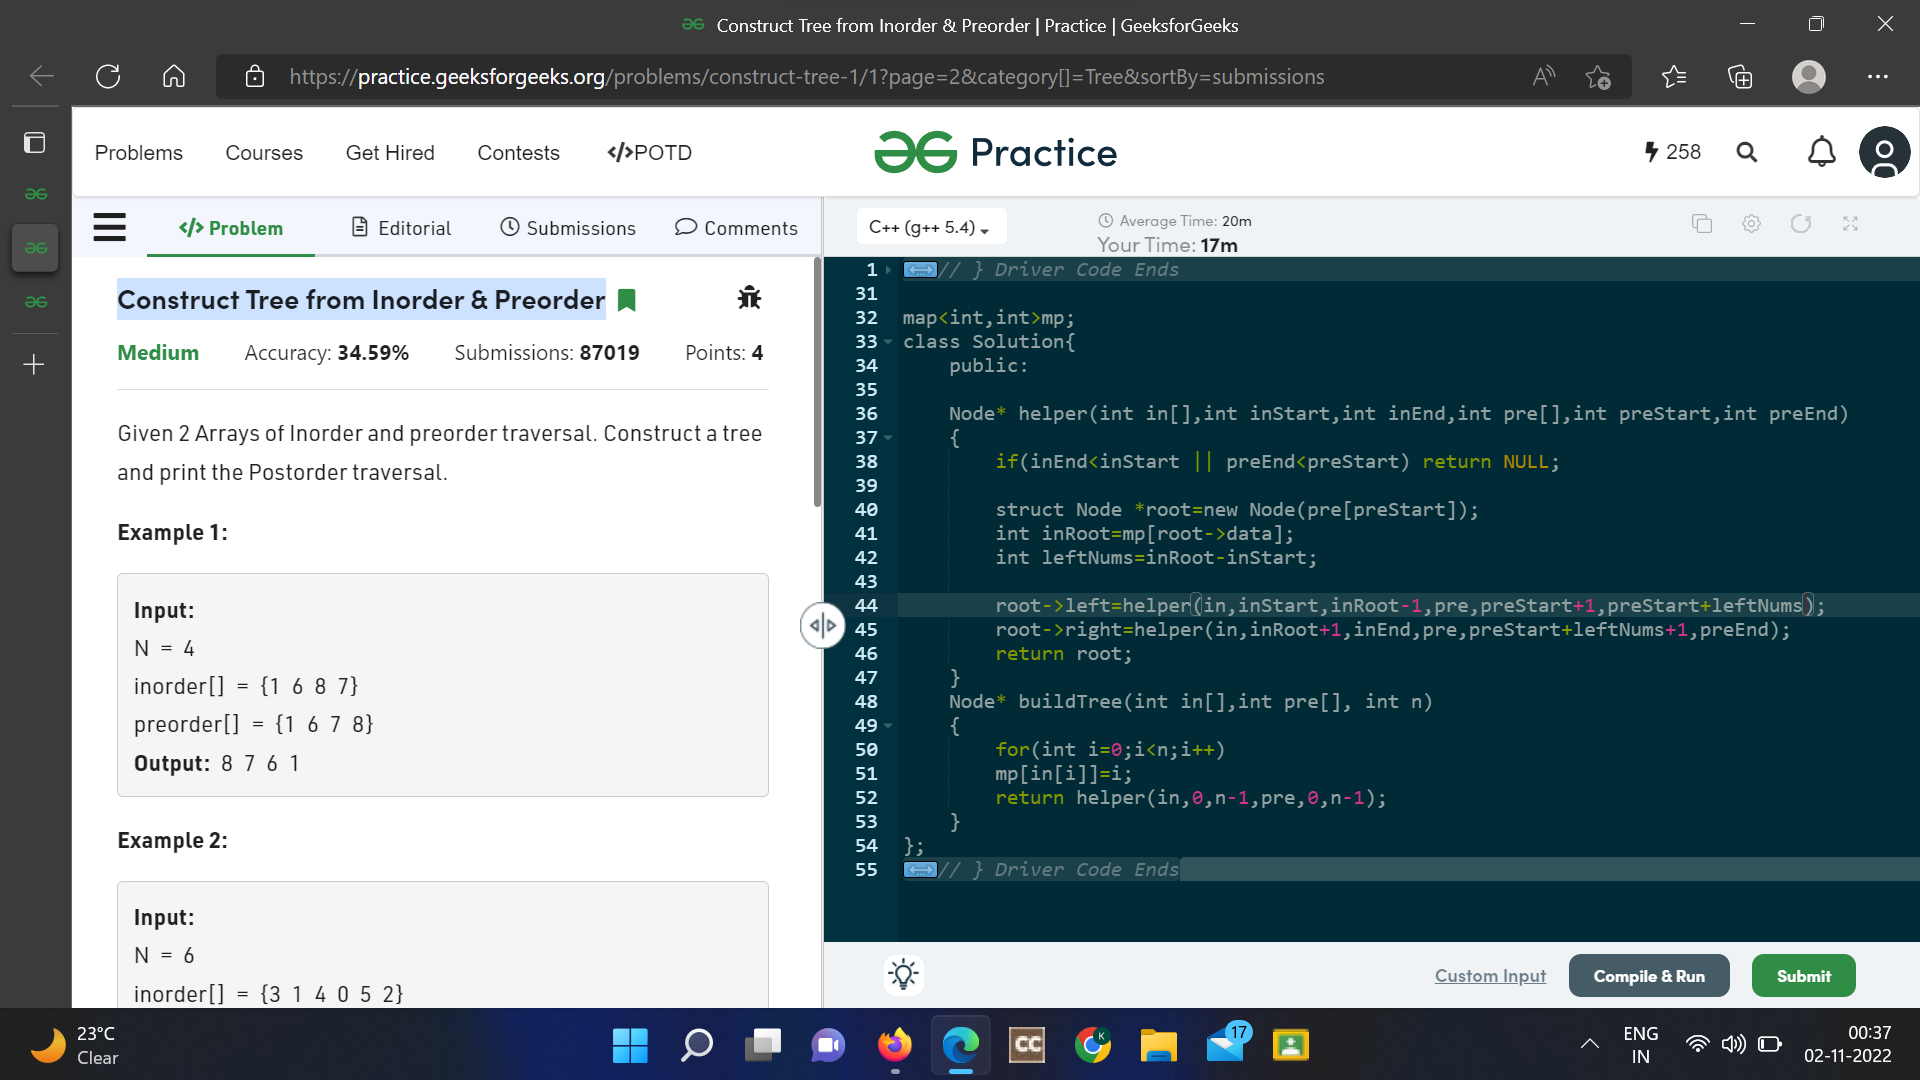 Construct Tree from Inorder & Preorder | Practice | GeeksforGeeks
https://practice.geeksforgeeks.org/problems/construct-tree-1/1?page=2&category[]=Tree&sortBy=submissions
Problems Courses Get Hired Contests </>POTD Practice 258
</> Problem Editorial Submissions Comments
C++ (g++ 5.4) Average Time: 20m
Your Time: 17m
Construct Tree from Inorder & Preorder
Medium Accuracy: 34.59% Submissions: 87019 Points: 4
Given 2 Arrays of Inorder and preorder traversal. Construct a tree
and print the Postorder traversal.
Example 1:
Input:
N = 4
inorder[] = {1 6 8 7}
preorder[] = {1 6 7 8}
Output: 8 7 6 1
Example 2:
Input:
N = 6
inorder[] = {3 1 4 0 5 2}
1 // } Driver Code Ends
31
32 map<int,int>mp;
33 class Solution{
34 public:
35
36 Node* helper(int in[],int inStart,int inEnd,int pre[],int preStart,int preEnd)
37 {
38 if(inEnd<inStart || preEnd<preStart) return NULL;
39
40 struct Node *root=new Node(pre[preStart]);
41 int inRoot=mp[root->data];
42 int leftNums=inRoot-inStart;
43
44 root->left=helper(in,inStart,inRoot-1,pre,preStart+1,preStart+leftNums);
45 root->right=helper(in,inRoot+1,inEnd,pre,preStart+leftNums+1,preEnd);
46 return root;
47 }
48 Node* buildTree(int in[],int pre[], int n)
49 {
50 for(int i=0;i<n;i++)
51 mp[in[i]]=i;
52 return helper(in,0,n-1,pre,0,n-1);
53 }
54 };
55 // } Driver Code Ends
Custom Input Compile & Run Submit
23°C
Clear
CC
K
17
ENG
IN
00:37
02-11-2022